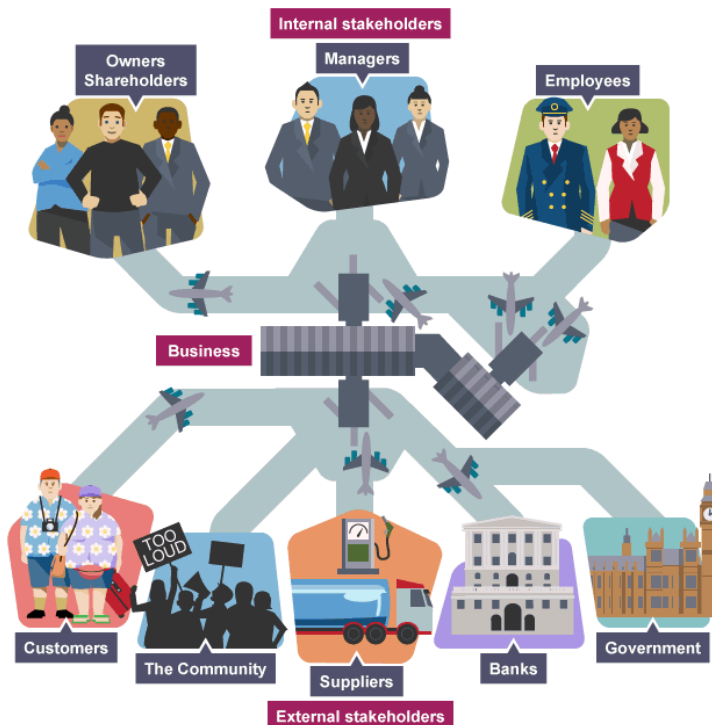 Internal stakeholders
Owners
Shareholders
Managers
Employees
Business
TOO
LOUD
Customers
The Community
Suppliers
Banks
Government
External stakeholders